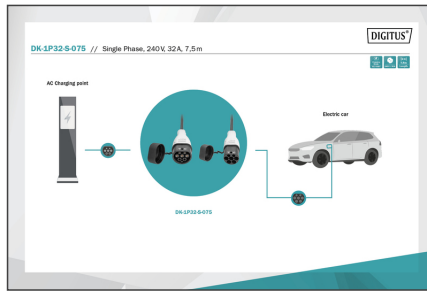 DIGITUS®
DK-1P32-S-075 // Single Phase, 240V, 32A, 7,5m
AC Charging point
Electric car
DK-1P32-S-075